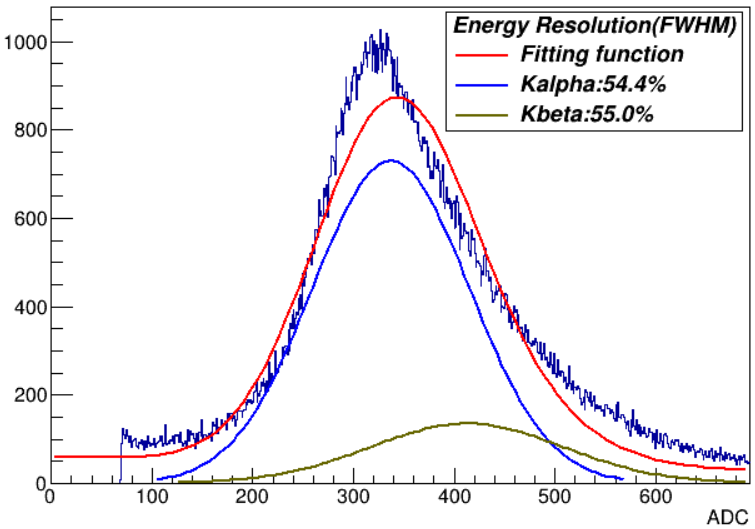 Energy Resolution(FWHM)
Fitting function
Kalpha:54.4%
Kbeta:55.0%
1000
800
600
400
200
0
0 100 200 300 400 500 600
ADC